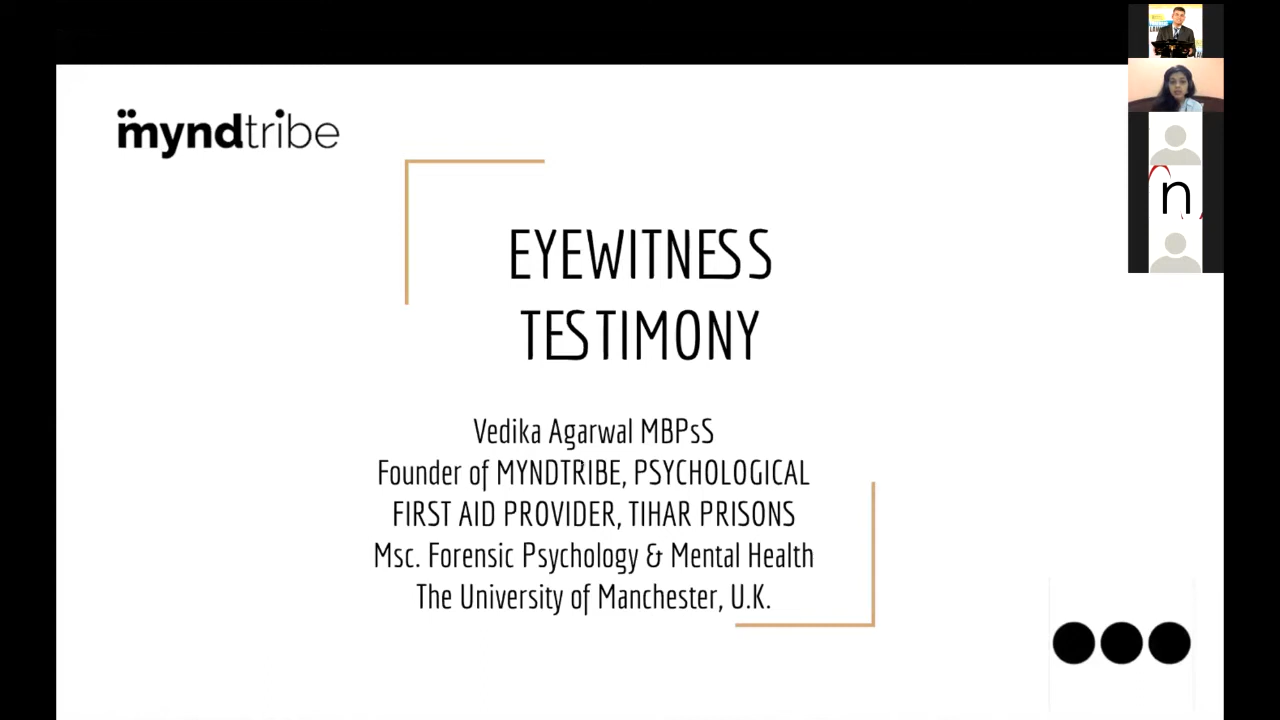 myndtribe
EYEWITNESS
TESTIMONY
Vedika Agarwal MBPsS
Founder of MYNDTRIBE, PSYCHOLOGICAL
FIRST AID PROVIDER, TIHAR PRISONS
Msc. Forensic Psychology & Mental Health
The University of Manchester, U.K.
n